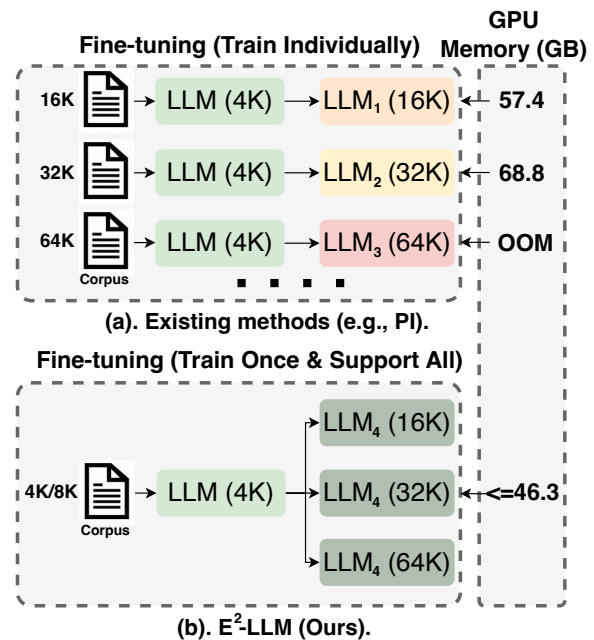 GPU
Memory (GB)
Fine-tuning (Train Individually)
16K LLM (4K) LLM₁ (16K) 57.4
32K LLM (4K) LLM₂ (32K) 68.8
64K LLM (4K) LLM₃ (64K) OOM
Corpus
(a). Existing methods (e.g., PI).
Fine-tuning (Train Once & Support All)
LLM₄ (16K)
4K/8K LLM (4K) LLM₄ (32K) <=46.3
Corpus
LLM₄ (64K)
(b). E²-LLM (Ours).